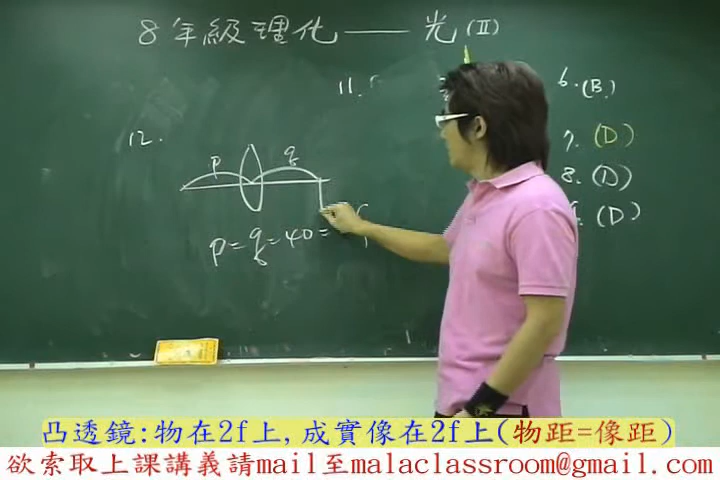 8年級理化——光(II)
11.
6.(B)
12.
7.(D)
p q
8.(D)
(D)
p=q=40=
凸透鏡:物在2f上,成實像在2f上(物距=像距)
欲索取上課講義請mail至malaclassroom@gmail.com